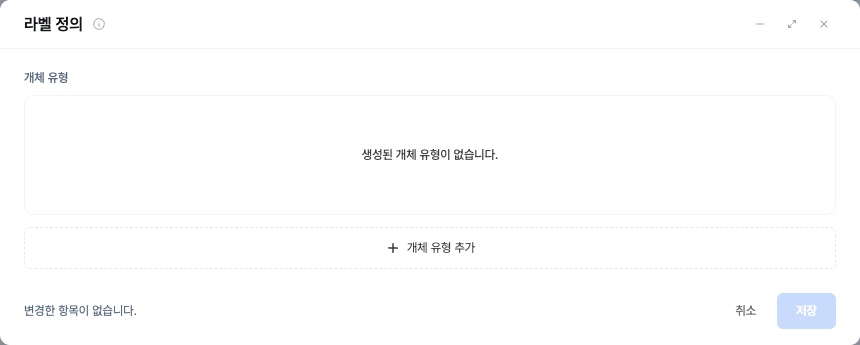 라벨 정의
개체 유형
생성된 개체 유형이 없습니다.
개체 유형 추가
변경한 항목이 없습니다.
취소
저장